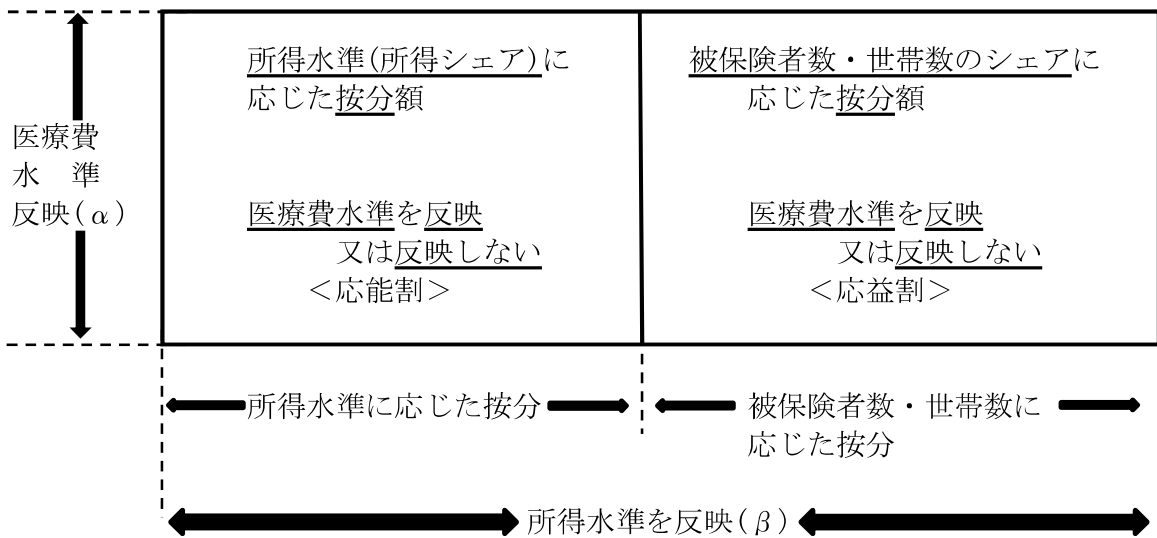 所得水準(所得シェア)に
応じた按分額
被保険者数・世帯数のシェアに
応じた按分額
医療費
水　準
反映(α)
医療費水準を反映
又は反映しない
＜応能割＞
医療費水準を反映
又は反映しない
＜応益割＞
所得水準に応じた按分
被保険者数・世帯数に
応じた按分
所得水準を反映(β)